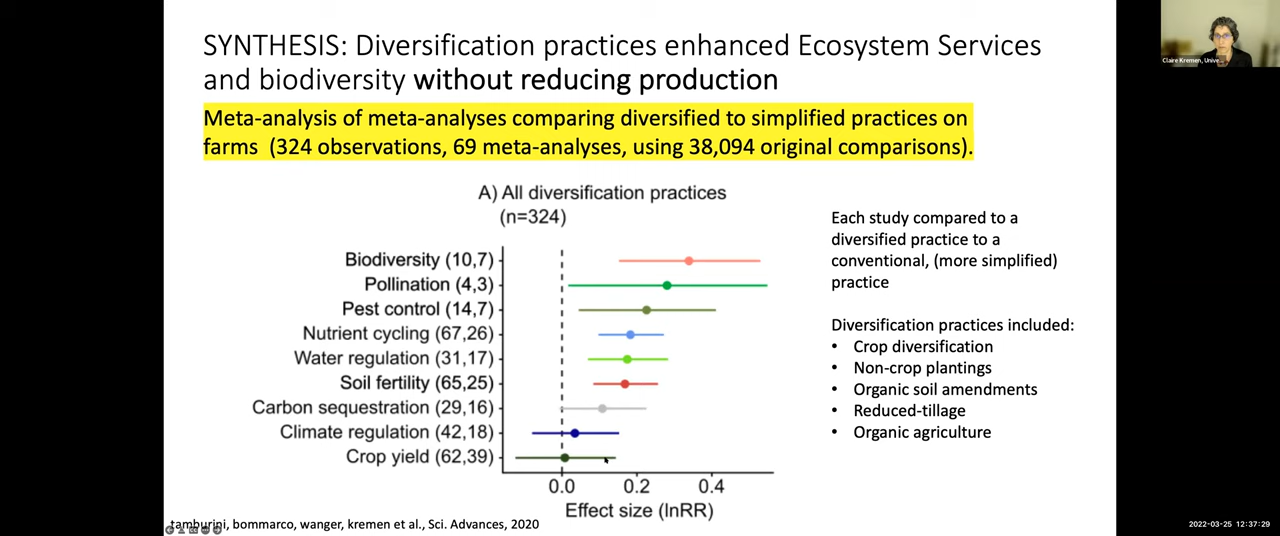 SYNTHESIS: Diversification practices enhanced Ecosystem Services
and biodiversity without reducing production
Meta-analysis of meta-analyses comparing diversified to simplified practices on
farms (324 observations, 69 meta-analyses, using 38,094 original comparisons).
A) All diversification practices
(n=324)
Biodiversity (10,7)
Pollination (4,3)
Pest control (14,7)
Nutrient cycling (67,26)
Water regulation (31,17)
Soil fertility (65,25)
Carbon sequestration (29,16)
Climate regulation (42,18)
Crop yield (62,39)
0.0 0.2 0.4
Effect size (lnRR)
Each study compared to a
diversified practice to a
conventional, (more simplified)
practice
Diversification practices included:
• Crop diversification
• Non-crop plantings
• Organic soil amendments
• Reduced-tillage
• Organic agriculture
tamburini, bommarco, wanger, kremen et al., Sci. Advances, 2020
Claire Kremen, Unive...
2022-03-25 12:37:29